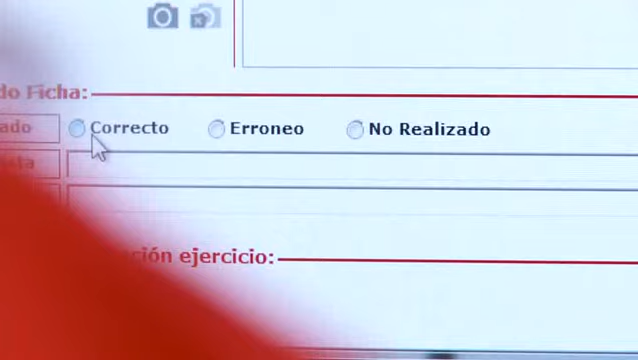 do Ficha:
ado Correcto Erroneo No Realizado
ción ejercicio: